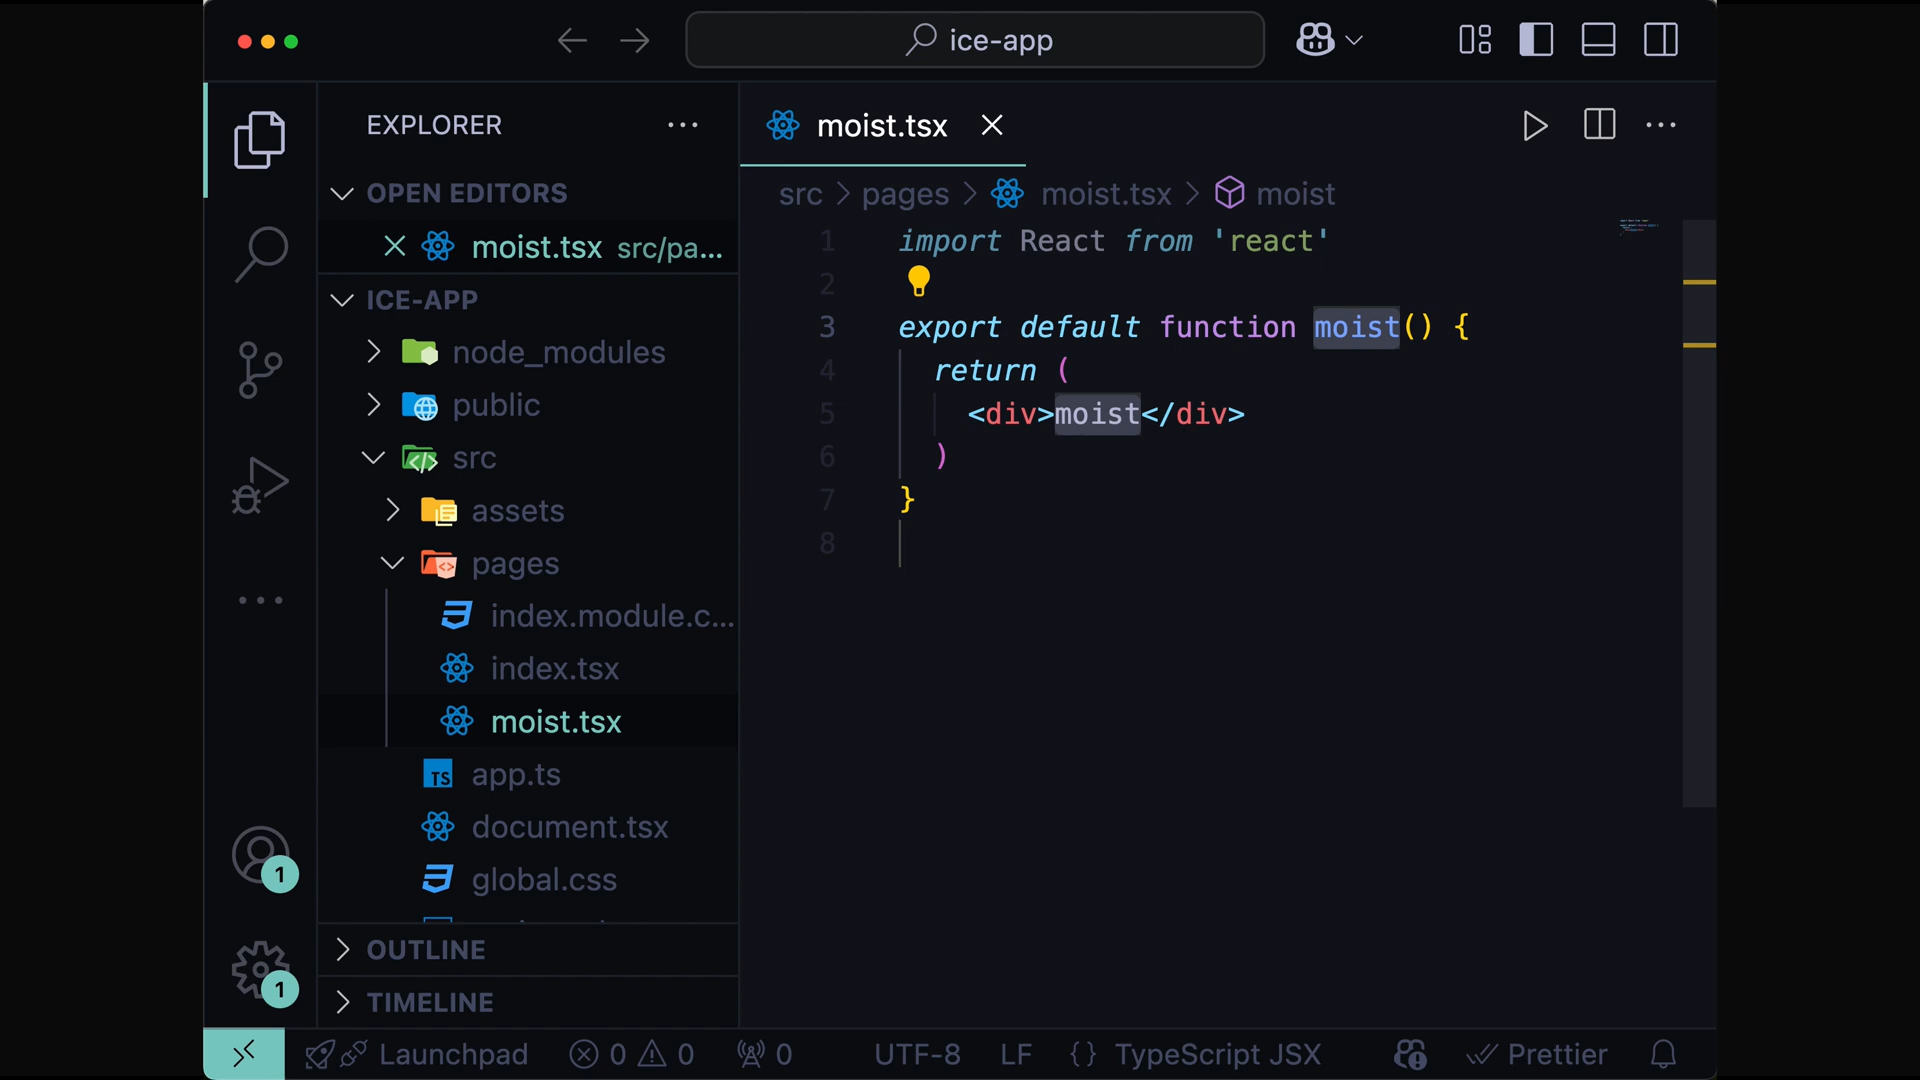 ice-app
EXPLORER
OPEN EDITORS
moist.tsx src/pa...
ICE-APP
node_modules
public
src
assets
pages
index.module.c...
index.tsx
moist.tsx
app.ts
document.tsx
global.css
OUTLINE
TIMELINE
moist.tsx
src > pages > moist.tsx > moist
1 import React from 'react'
2
3 export default function moist() {
4 return (
5 <div>moist</div>
6 )
7 }
8
1
1
Launchpad 0 0 0 UTF-8 LF {} TypeScript JSX Prettier